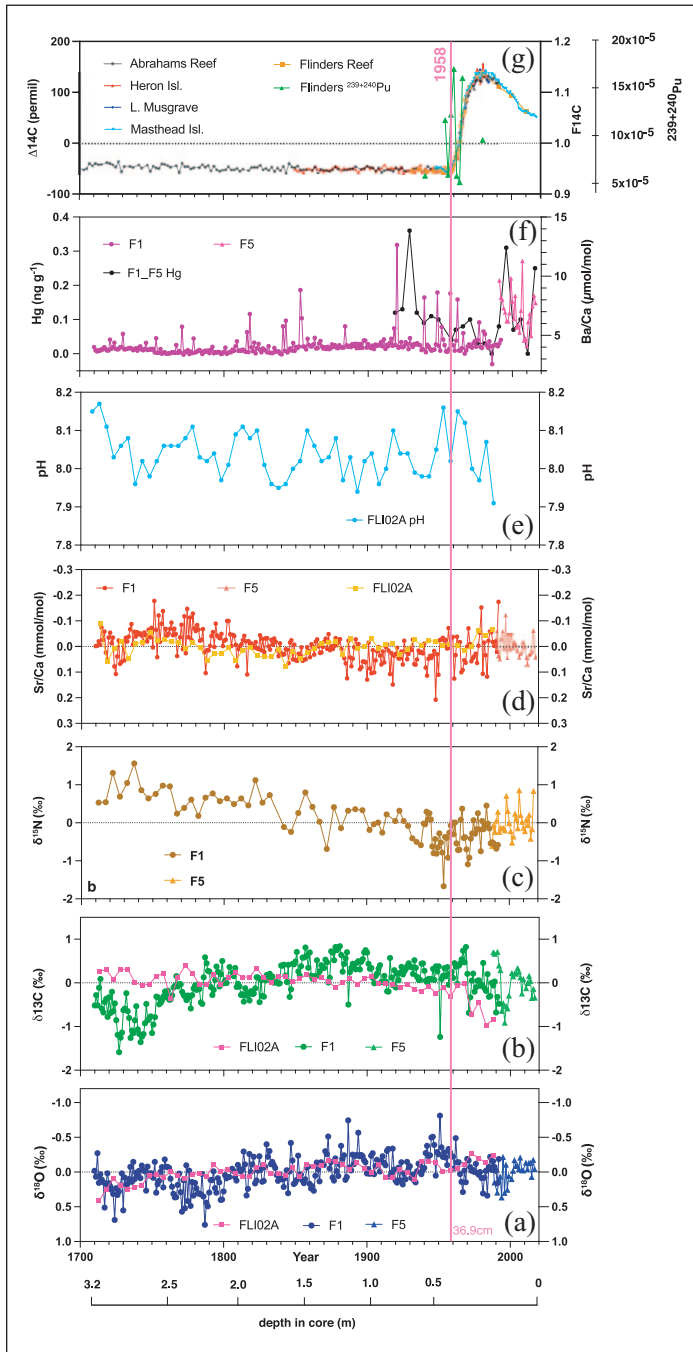 (g)
1958
200
100
0
-100
Δ14C (permil)
Abrahams Reef
Heron Isl.
L. Musgrave
Masthead Isl.
Flinders Reef
Flinders 239+240Pu
1.2
1.1
1.0
0.9
F14C
20x10-5
15x10-5
10x10-5
5x10-5
239+240Pu
(f)
0.4
0.3
0.2
0.1
0.0
Hg (ng g-1)
F1
F5
F1_F5 Hg
15
10
5
Ba/Ca (µmol/mol)
8.2
8.1
8.0
7.9
7.8
pH
FLI02A pH
8.2
8.1
8.0
7.9
7.8
pH
(e)
-0.3
-0.2
-0.1
0.0
0.1
0.2
0.3
Sr/Ca (mmol/mol)
F1
F5
FLI02A
-0.3
-0.2
-0.1
0.0
0.1
0.2
0.3
Sr/Ca (mmol/mol)
(d)
2
1
0
-1
-2
δ15N (‰)
F1
F5
b
2
1
0
-1
-2
δ15N (‰)
(c)
1
0
-1
-2
δ13C (‰)
FLI02A
F1
F5
1
0
-1
-2
δ13C (‰)
(b)
-1.0
-0.5
0.0
0.5
1.0
δ18O (‰)
FLI02A
F1
F5
-1.0
-0.5
0.0
0.5
1.0
δ18O (‰)
(a)
36.9cm
1700
1800
Year
1900
2000
3.2
2.5
2.0
1.5
1.0
0.5
0
depth in core (m)